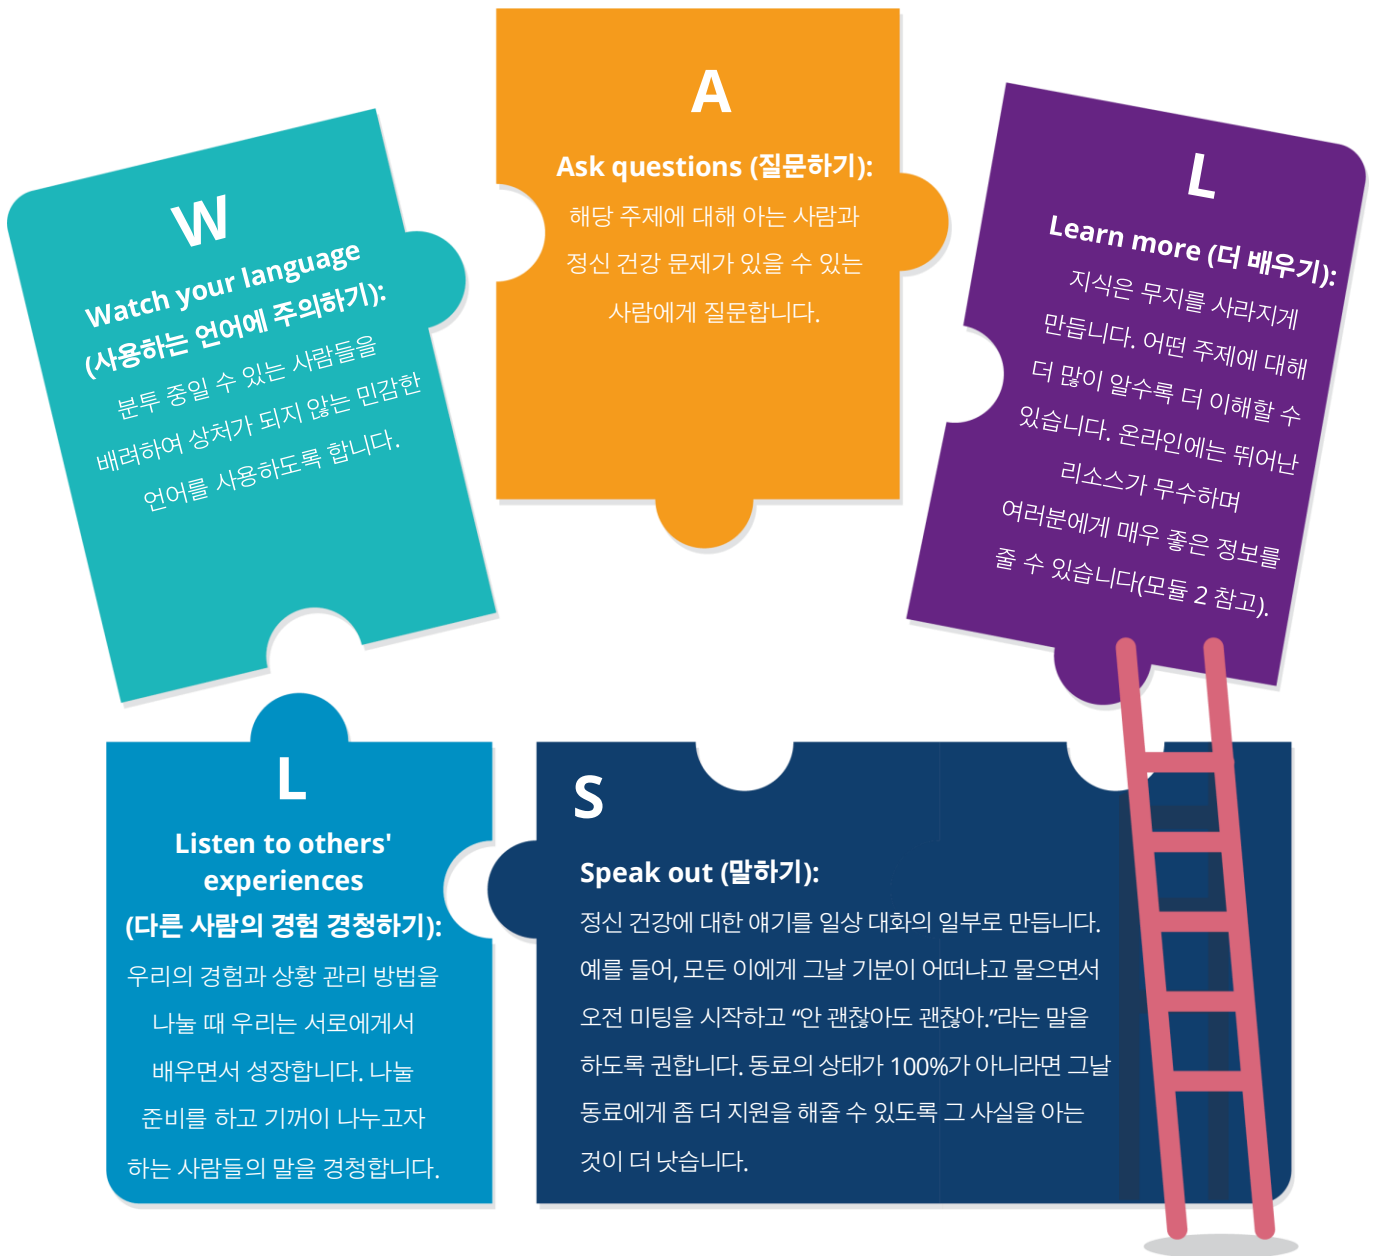 W
Watch your language
(사용하는 언어에 주의하기):
분투 중일 수 있는 사람들을
배려하여 상처가 되지 않는 민감한
언어를 사용하도록 합니다.
A
Ask questions (질문하기):
해당 주제에 대해 아는 사람과
정신 건강 문제가 있을 수 있는
사람에게 질문합니다.
L
Learn more (더 배우기):
지식은 무지를 사라지게
만듭니다. 어떤 주제에 대해
더 많이 알수록 더 이해할 수
있습니다. 온라인에는 뛰어난
리소스가 무수하며
여러분에게 매우 좋은 정보를
줄 수 있습니다(모듈 2 참고).
L
Listen to others'
experiences
(다른 사람의 경험 경청하기):
우리의 경험과 상황 관리 방법을
나눌 때 우리는 서로에게서
배우면서 성장합니다. 나눌
준비를 하고 기꺼이 나누고자
하는 사람들의 말을 경청합니다.
S
Speak out (말하기):
정신 건강에 대한 얘기를 일상 대화의 일부로 만듭니다.
예를 들어, 모든 이에게 그날 기분이 어떠냐고 물으면서
오전 미팅을 시작하고 “안 괜찮아도 괜찮아.”라는 말을
하도록 권합니다. 동료의 상태가 100%가 아니라면 그날
동료에게 좀 더 지원을 해줄 수 있도록 그 사실을 아는
것이 더 낫습니다.